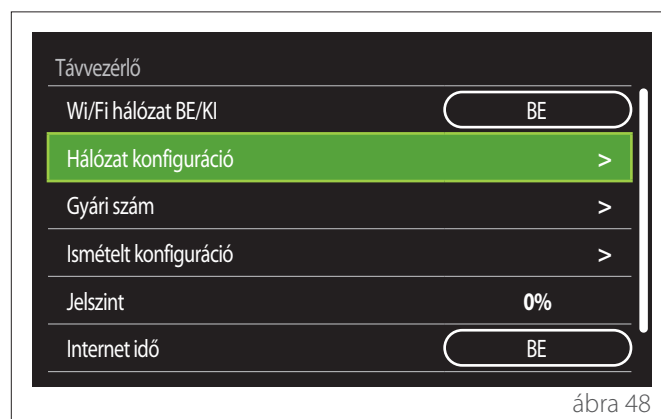 Távvezérlő
Wi/Fi hálózat BE/KI BE
Hálózat konfiguráció >
Gyári szám >
Ismételt konfiguráció >
Jelszint 0%
Internet idő BE
ábra 48